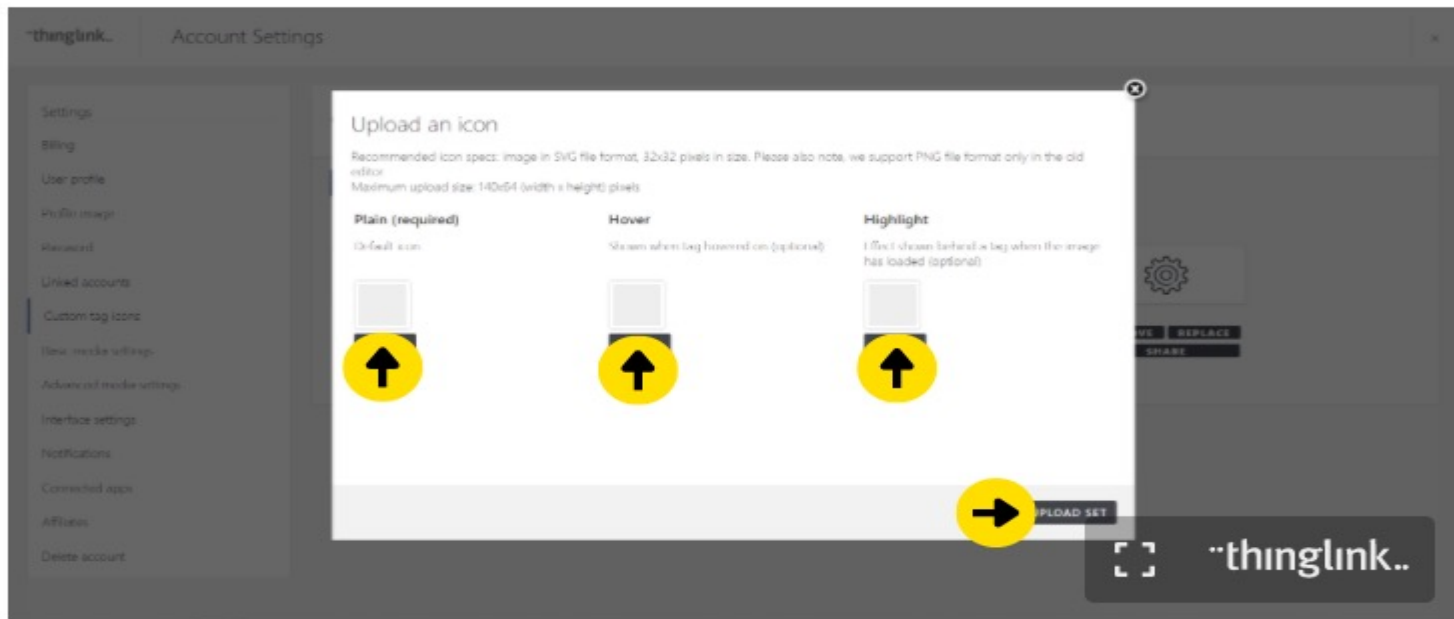 ¨thinglink..
Account Settings
Settings
Billing
User profile
Profile image
Password
Linked accounts
Custom tag icons
Basic media settings
Advanced media settings
Interface settings
Notifications
Connected apps
Affiliates
Delete account
Upload an icon
Recommended icon specs: image in SVG file format, 32x32 pixels in size. Please also note, we support PNG file format only in the old
editor.
Maximum upload size: 140x64 (width x height) pixels
Plain (required)
Default icon
Hover
Shown when tag hovered on (optional)
Highlight
Effect shown behind a tag when the image
has loaded (optional)
REPLACE
SHARE
UPLOAD SET
¨thinglink..